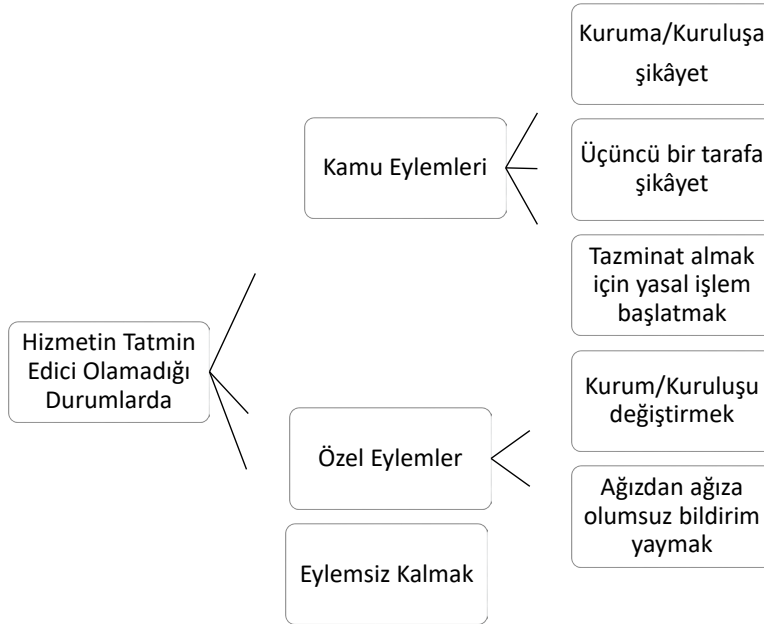 Hizmetin Tatmin
Edici Olamadığı
Durumlarda
Kamu Eylemleri
Kuruma/Kuruluşa
şikâyet
Üçüncü bir tarafa
şikâyet
Tazminat almak
için yasal işlem
başlatmak
Özel Eylemler
Kurum/Kuruluşu
değiştirmek
Ağızdan ağıza
olumsuz bildirim
yaymak
Eylemsiz Kalmak